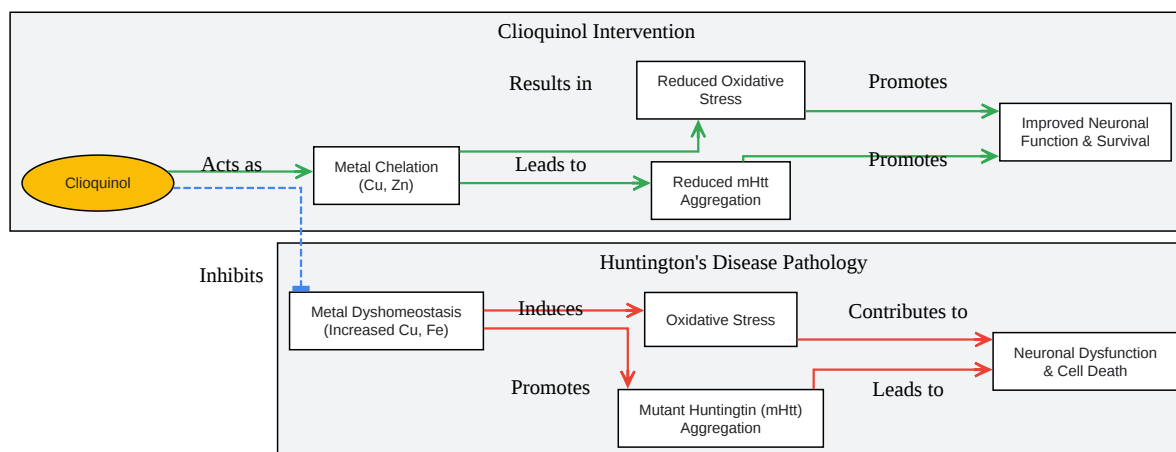 Clioquinol Intervention
Results in
Reduced Oxidative
Stress
Promotes
Improved Neuronal
Function & Survival
Acts as
Clioquinol
Metal Chelation
(Cu, Zn)
Leads to
Reduced mHtt
Aggregation
Promotes
Huntington's Disease Pathology
Inhibits
Metal Dyshomeostasis
(Increased Cu, Fe)
Induces
Oxidative Stress
Contributes to
Neuronal Dysfunction
& Cell Death
Promotes
Mutant Huntingtin (mHtt)
Aggregation
Leads to